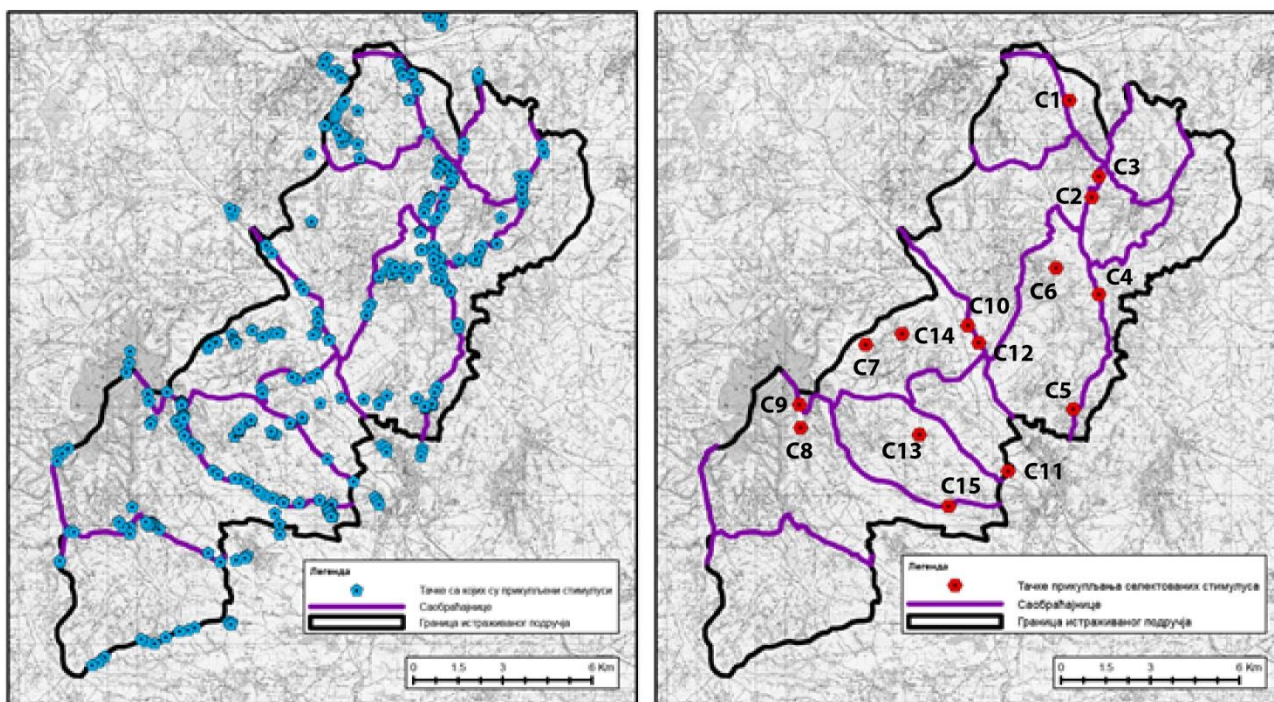 Легенда
Тачке са којих су прикупљени стимулуси
Саобраћајнице
Граница истраживаног подручја
0 1.5 3 6 Km
C1
C3
C2
C4
C6
C10
C14
C12
C7
C5
C9
C8
C13
C11
C15
Легенда
Тачке прикупљања селектованих стимулуса
Саобраћајнице
Граница истраживаног подручја
0 1.5 3 6 Km